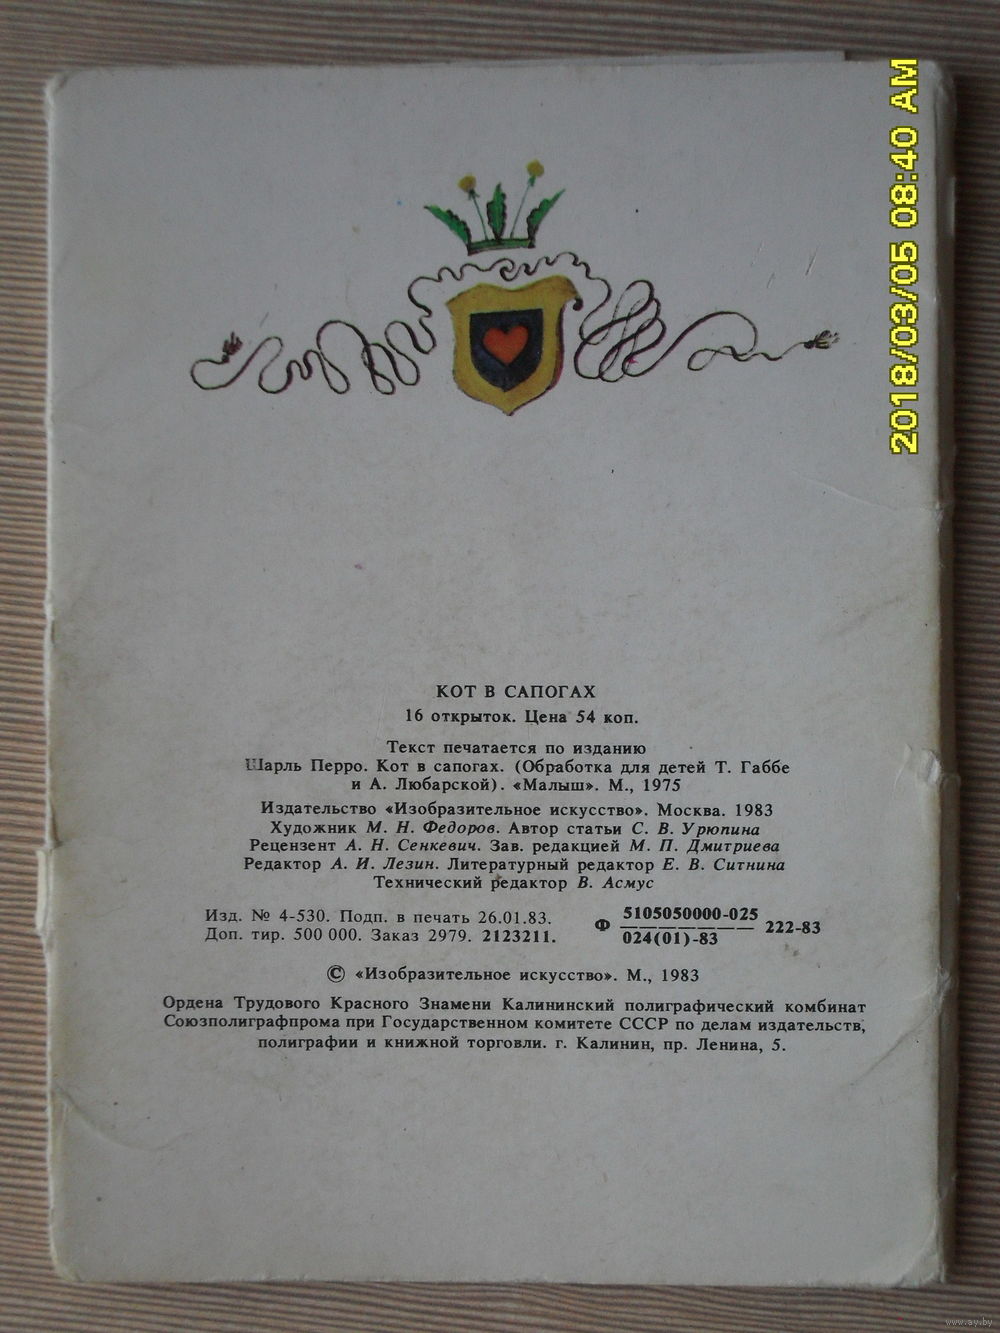 2018/03/05 08:40 AM
КОТ В САПОГАХ
16 открыток. Цена 54 коп.
Текст печатается по изданию
Шарль Перро. Кот в сапогах. (Обработка для детей Т. Габбе
и А. Любарской). «Малыш». М., 1975
Издательство «Изобразительное искусство». Москва. 1983
Художник М. Н. Федоров. Автор статьи С. В. Урюпина
Рецензент А. Н. Сенкевич. Зав. редакцией М. П. Дмитриева
Редактор А. И. Лезин. Литературный редактор Е. В. Ситнина
Технический редактор В. Асмус
Изд. № 4-530. Подп. в печать 26.01.83.
Доп. тир. 500 000. Заказ 2979. 2123211.
Ф 5105050000-025
024(01)-83 222-83
© «Изобразительное искусство». М., 1983
Ордена Трудового Красного Знамени Калининский полиграфический комбинат
Союзполиграфпрома при Государственном комитете СССР по делам издательств,
полиграфии и книжной торговли. г. Калинин, пр. Ленина, 5.
www.ay.by